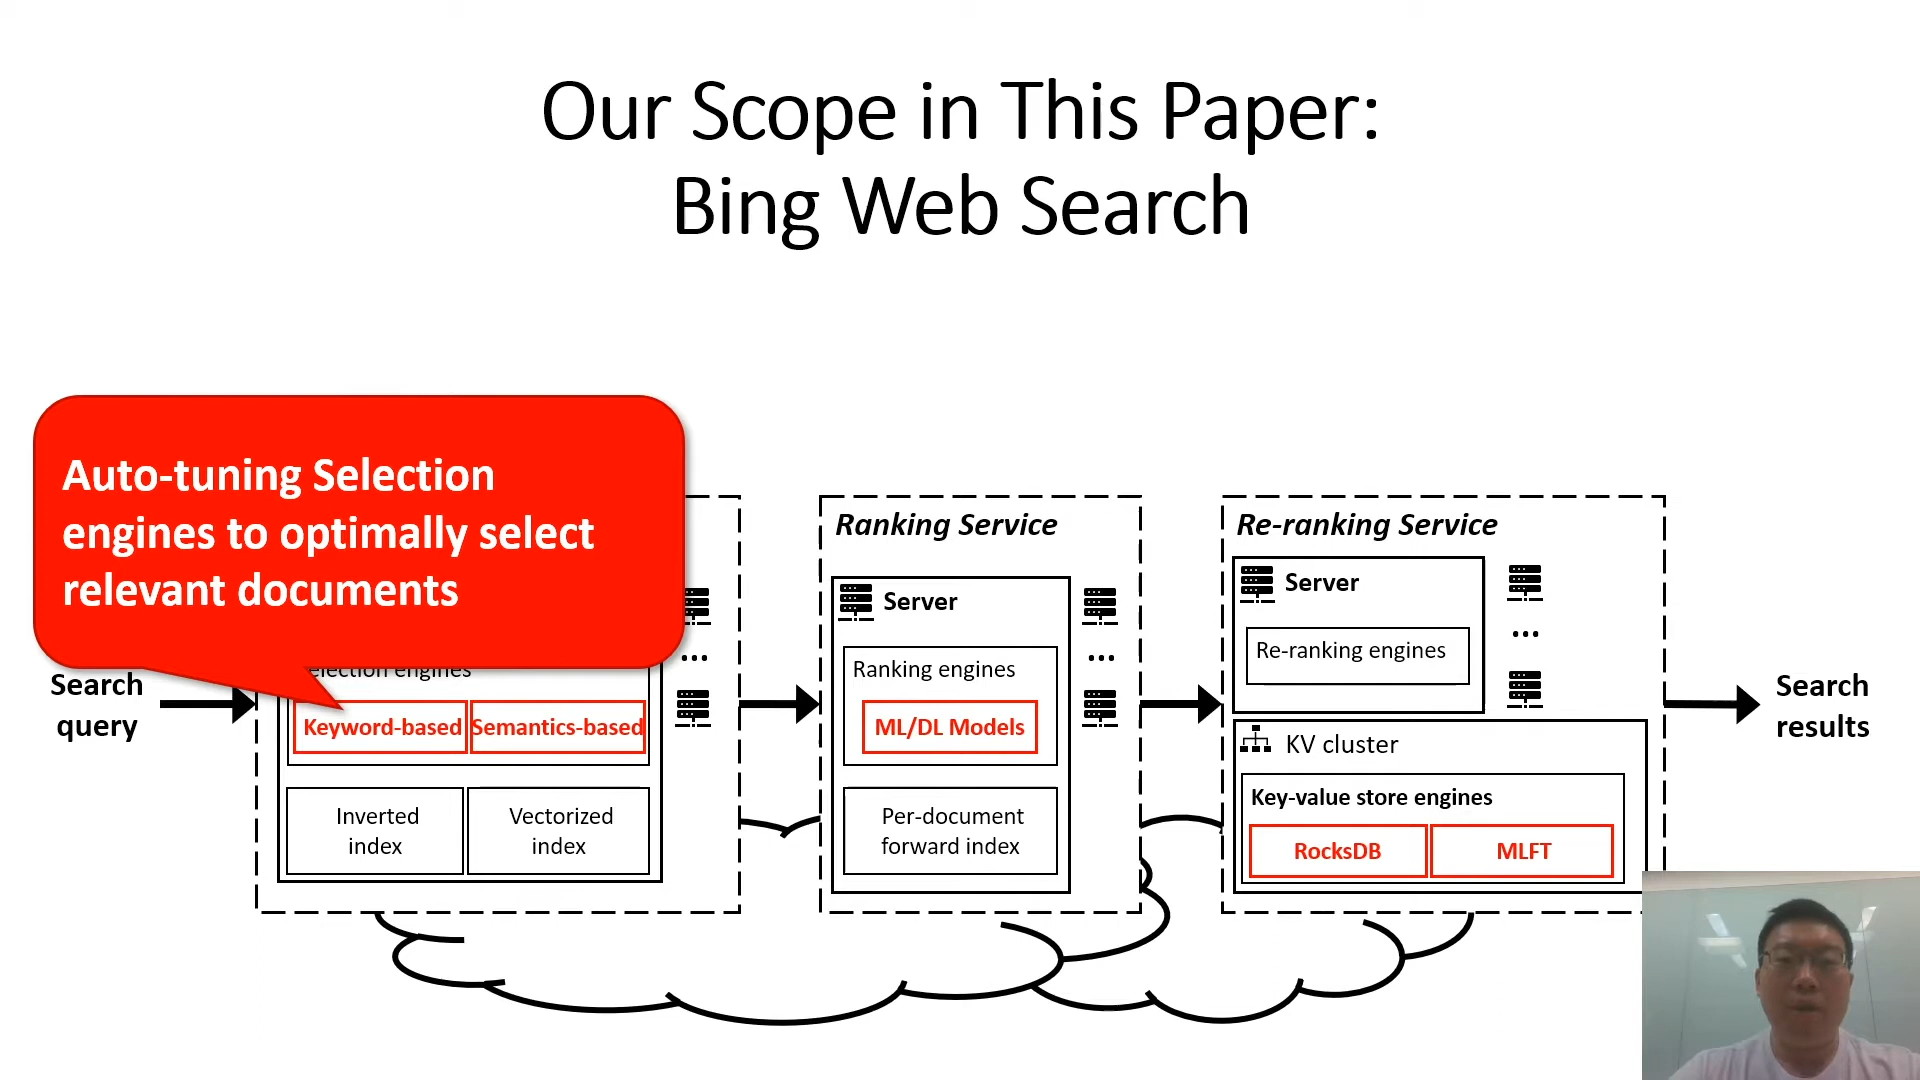 Our Scope in This Paper:
Bing Web Search
Auto-tuning Selection
engines to optimally select
relevant documents
Search
query
Selection engines
Keyword-based
Semantics-based
Inverted
index
Vectorized
index
Ranking Service
Server
Ranking engines
ML/DL Models
Per-document
forward index
Re-ranking Service
Server
Re-ranking engines
KV cluster
Key-value store engines
RocksDB
MLFT
Search
results